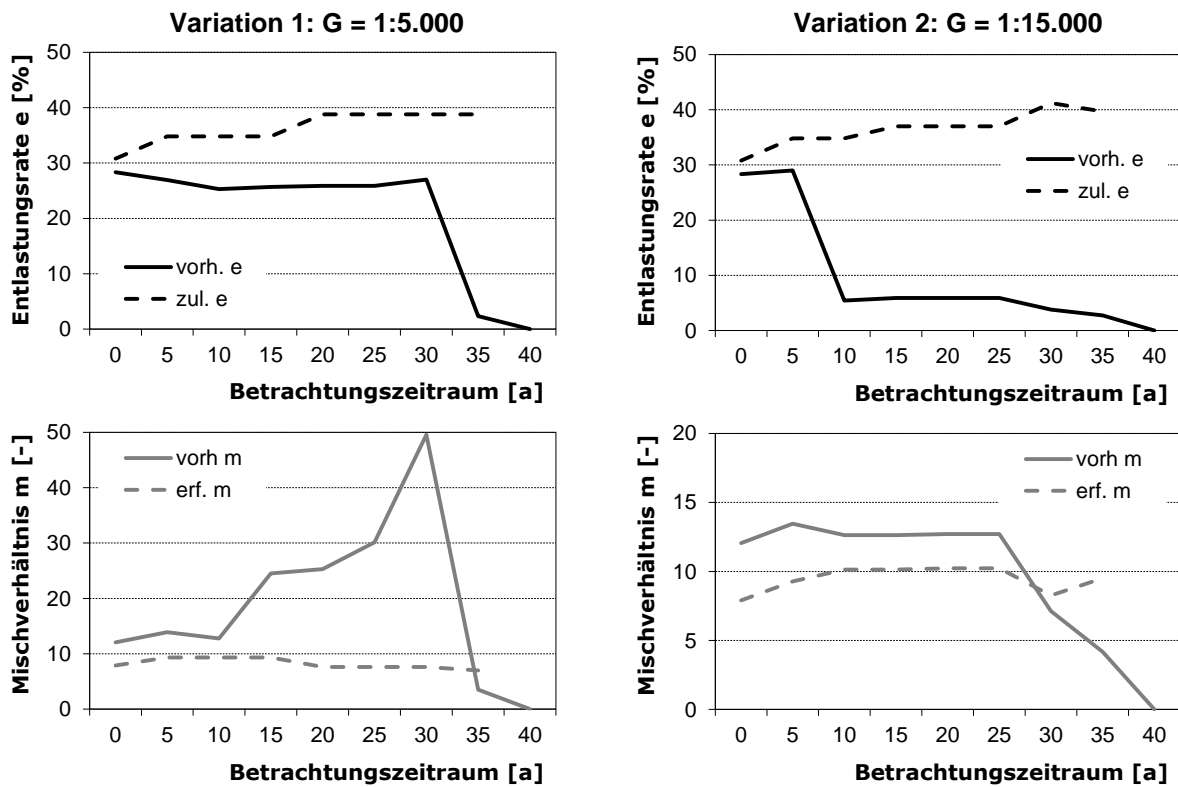 Variation 1: G = 1:5.000
Entlastungsrate e [%]
50
40
30
20
10
0
vorh. e
zul. e
0 5 10 15 20 25 30 35 40
Betrachtungszeitraum [a]
Variation 2: G = 1:15.000
Entlastungsrate e [%]
50
40
30
20
10
0
vorh. e
zul. e
0 5 10 15 20 25 30 35 40
Betrachtungszeitraum [a]
Mischverhältnis m [-]
50
40
30
20
10
0
vorh m
erf. m
0 5 10 15 20 25 30 35 40
Betrachtungszeitraum [a]
Mischverhältnis m [-]
20
15
10
5
0
vorh m
erf. m
0 5 10 15 20 25 30 35 40
Betrachtungszeitraum [a]